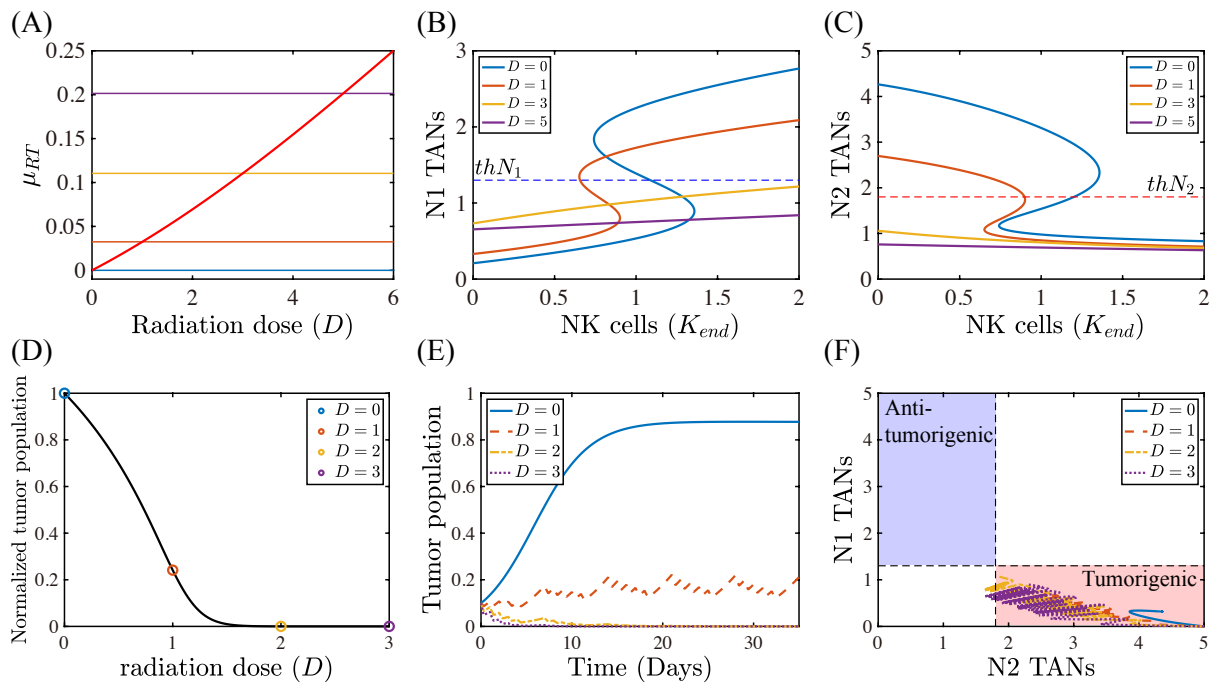 (A)
μ_RT
0.25
0.2
0.15
0.1
0.05
0
0
2
4
6
Radiation dose (D)
(B)
N1 TANs
3
2
1
0
0
0.5
1
1.5
2
D = 0
D = 1
D = 3
D = 5
thN_1
NK cells (K_end)
(C)
N2 TANs
5
4
3
2
1
0
0
0.5
1
1.5
2
D = 0
D = 1
D = 3
D = 5
thN_2
NK cells (K_end)
(D)
Normalized tumor population
1
0.8
0.6
0.4
0.2
0
0
1
2
3
D = 0
D = 1
D = 2
D = 3
radiation dose (D)
(E)
Tumor population
1
0.8
0.6
0.4
0.2
0
0
10
20
30
D = 0
D = 1
D = 2
D = 3
Time (Days)
(F)
N1 TANs
5
4
3
2
1
0
0
1
2
3
4
5
Anti-
tumorigenic
D = 0
D = 1
D = 2
D = 3
Tumorigenic
N2 TANs